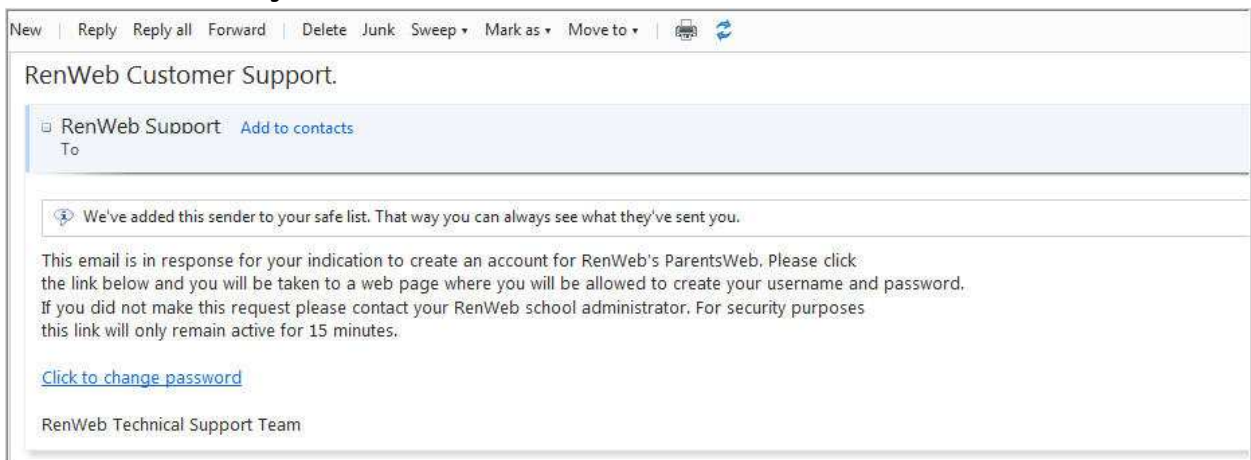 New | Reply Reply all Forward | Delete Junk Sweep Mark as Move to
RenWeb Customer Support.
RenWeb Support Add to contacts
To
We've added this sender to your safe list. That way you can always see what they've sent you.
This email is in response for your indication to create an account for RenWeb's ParentsWeb. Please click
the link below and you will be taken to a web page where you will be allowed to create your username and password.
If you did not make this request please contact your RenWeb school administrator. For security purposes
this link will only remain active for 15 minutes.
Click to change password
RenWeb Technical Support Team